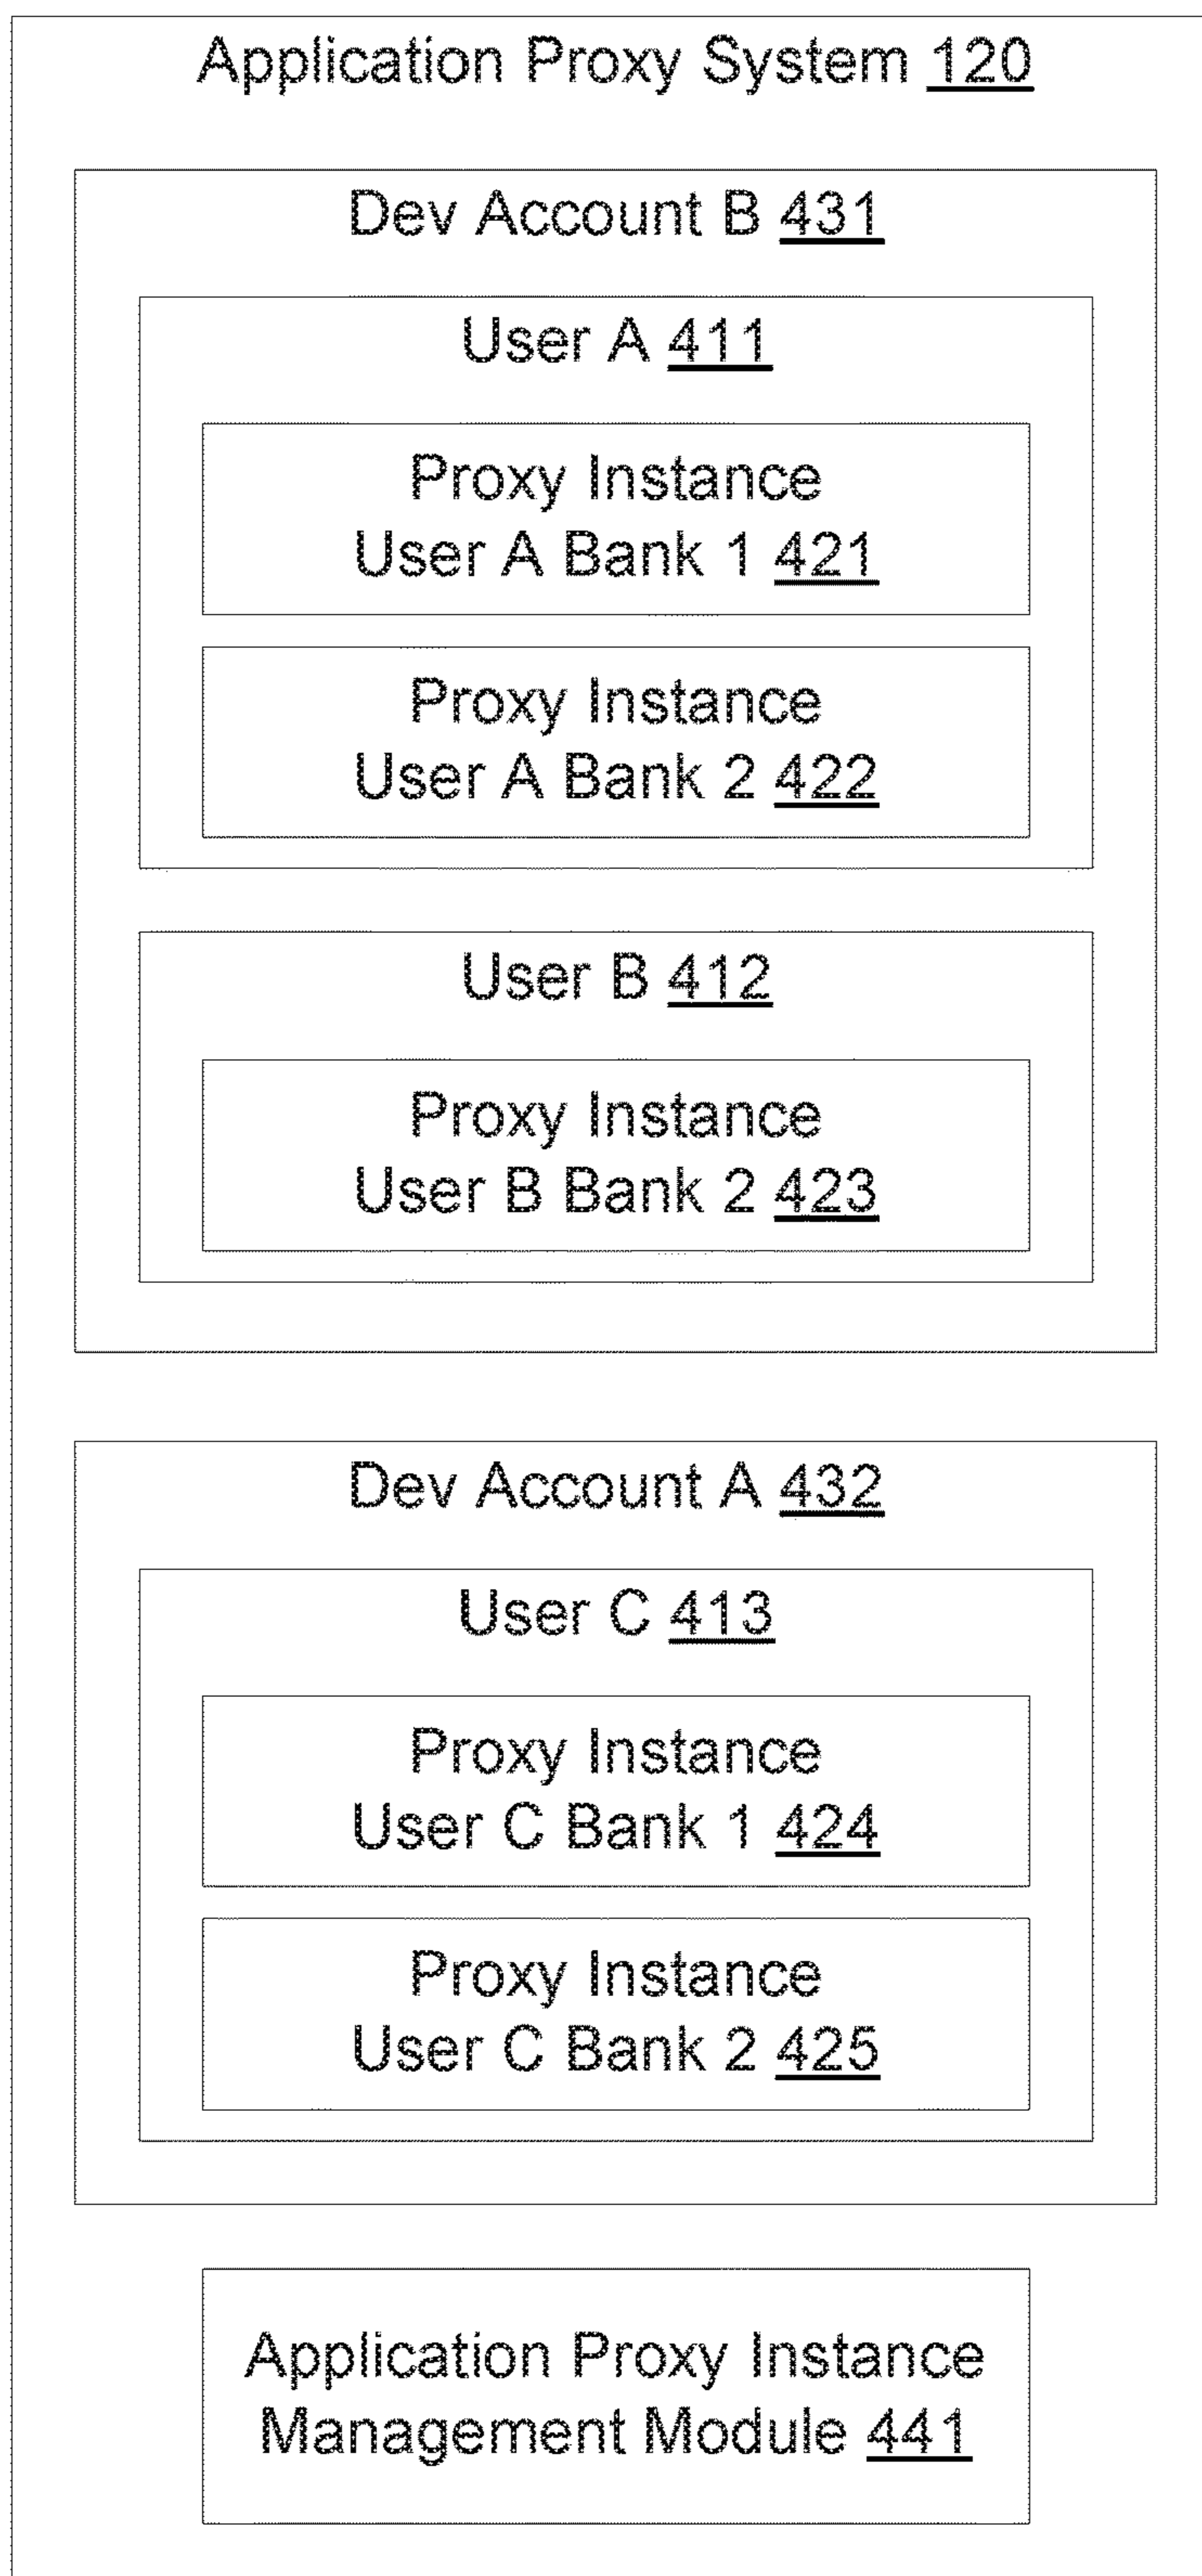 Application Proxy System 120
Dev Account B 431
User A 411
Proxy Instance
User A Bank 1 421
Proxy Instance
User A Bank 2 422
User B 412
Proxy Instance
User B Bank 2 423
Dev Account A 432
User C 413
Proxy Instance
User C Bank 1 424
Proxy Instance
User C Bank 2 425
Application Proxy Instance
Management Module 441